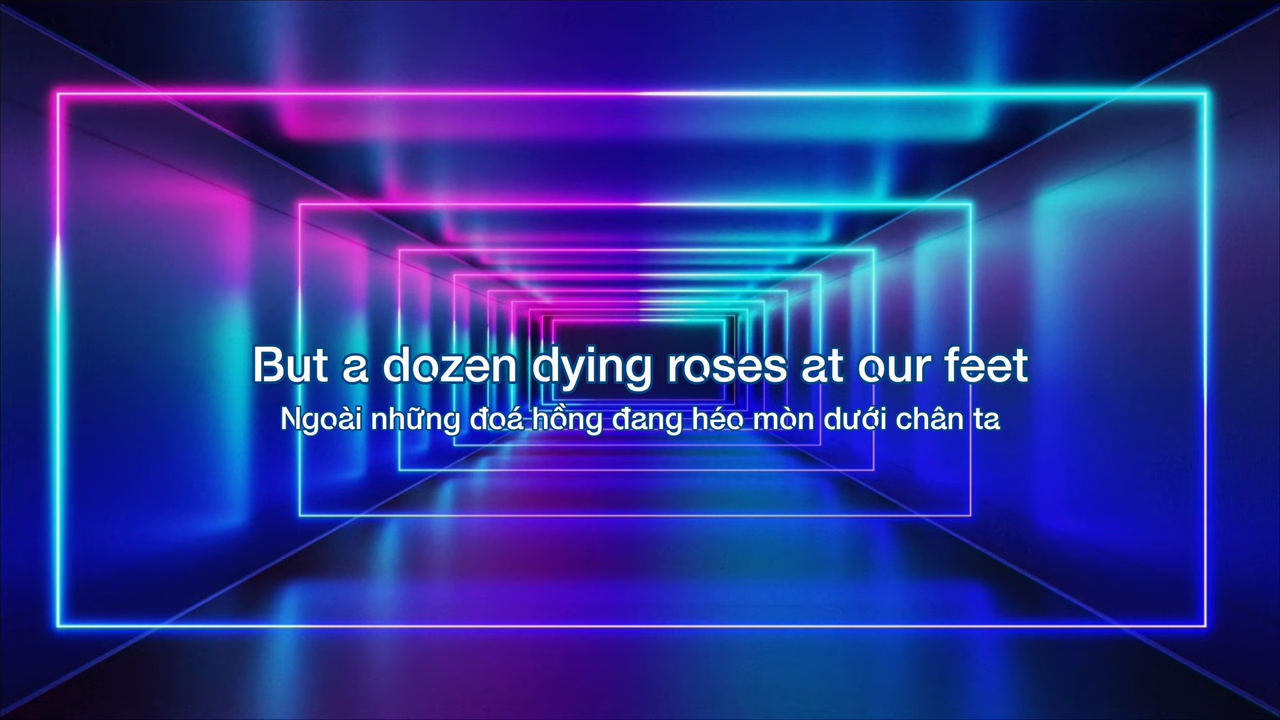 But a dozen dying roses at our feet
Ngoài những đoá hồng đang héo mòn dưới chân ta